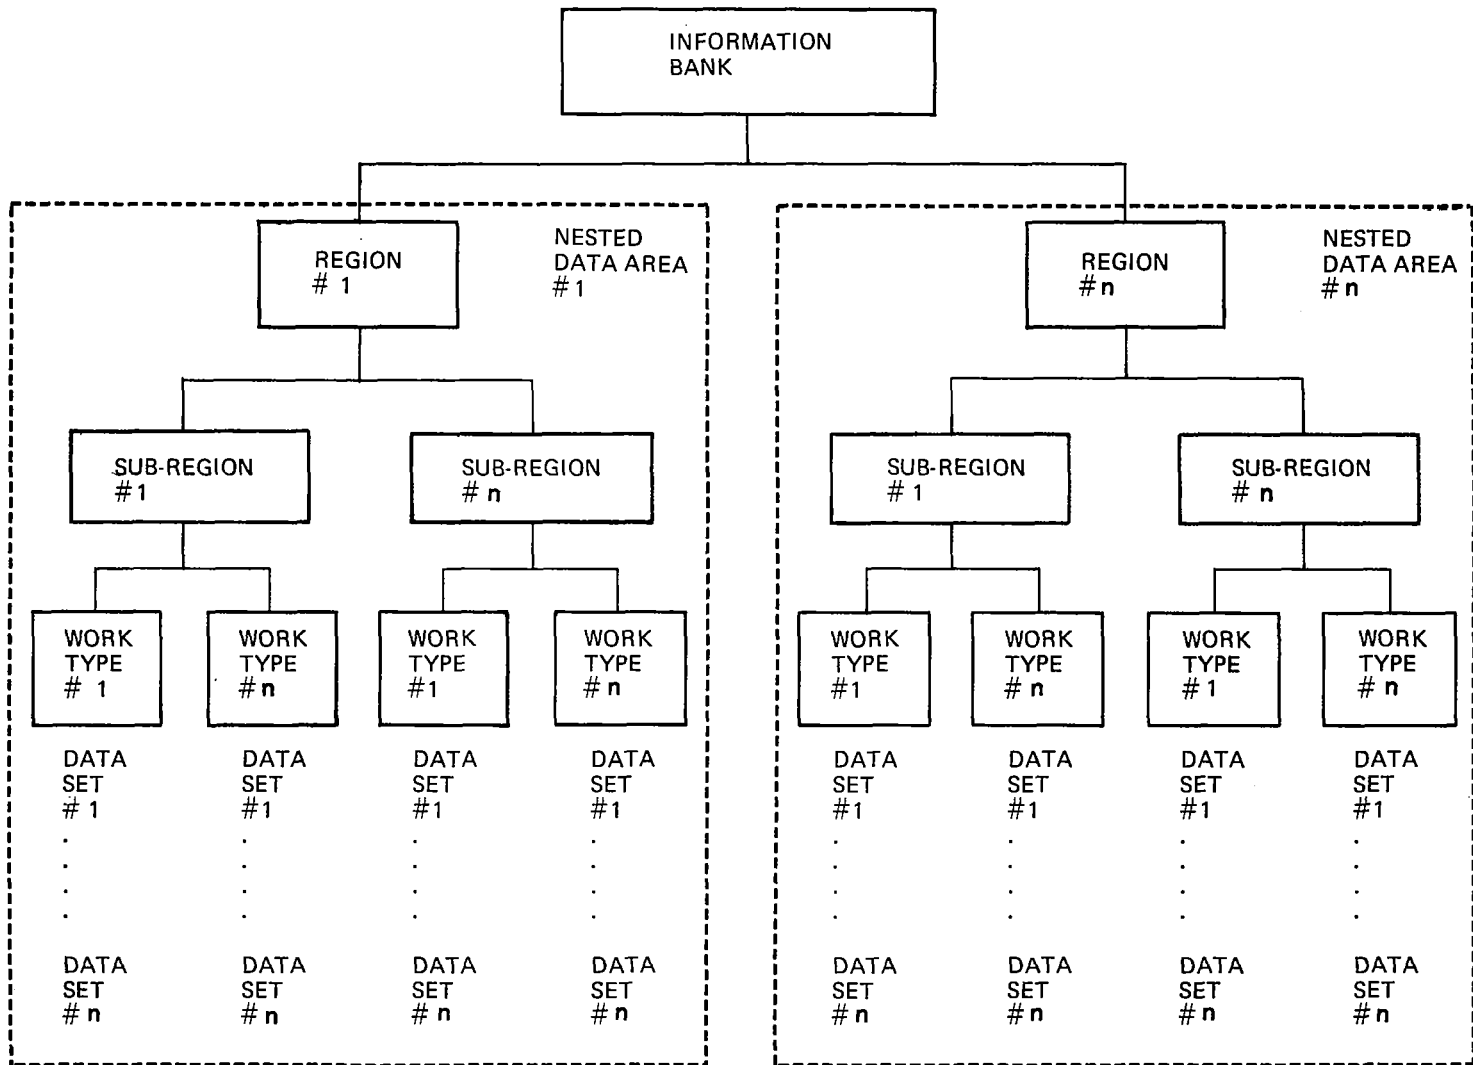 INFORMATION
BANK
REGION
# 1
NESTED
DATA AREA
# 1
REGION
# n
NESTED
DATA AREA
# n
SUB-REGION
# 1
SUB-REGION
# n
SUB-REGION
# 1
SUB-REGION
# n
WORK
TYPE
# 1
WORK
TYPE
# n
WORK
TYPE
# 1
WORK
TYPE
# n
WORK
TYPE
# 1
WORK
TYPE
# n
WORK
TYPE
# 1
WORK
TYPE
# n
DATA
SET
# 1
DATA
SET
# 1
DATA
SET
# 1
DATA
SET
# 1
DATA
SET
# 1
DATA
SET
# 1
DATA
SET
# 1
DATA
SET
# 1
DATA
SET
# n
DATA
SET
# n
DATA
SET
# n
DATA
SET
# n
DATA
SET
# n
DATA
SET
# n
DATA
SET
# n
DATA
SET
# n